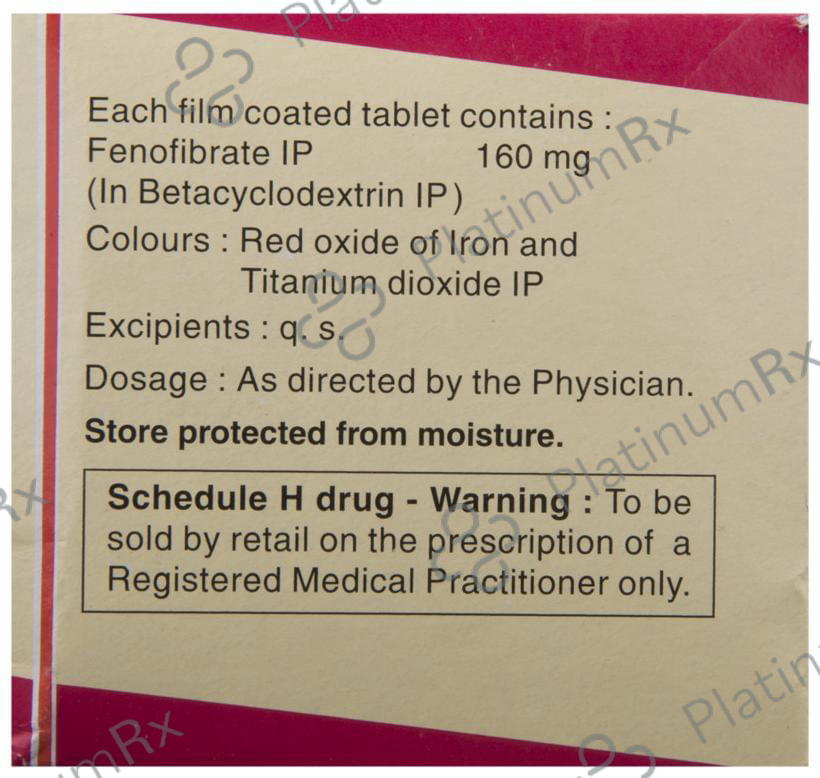 Each film coated tablet contains :
Fenofibrate IP 160 mg
(In Betacyclodextrin IP)
Colours : Red oxide of Iron and
Titanium dioxide IP
Excipients : q. s.
Dosage : As directed by the Physician.
Store protected from moisture.
Schedule H drug - Warning : To be
sold by retail on the prescription of a
Registered Medical Practitioner only.
PlatinumRx
PlatinumRx